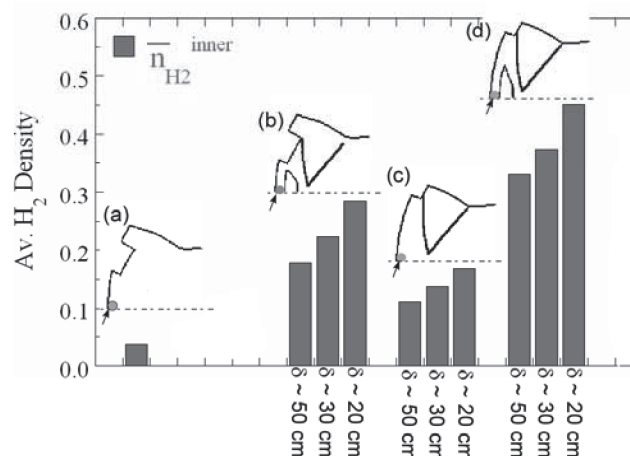 0.6
n̅ H2 inner
(d)
0.5
(b)
0.4
(c)
0.3
(a)
0.2
0.1
0.0
Av. H2 Density
δ ~ 50 cm
δ ~ 30 cm
δ ~ 20 cm
δ ~ 50 cm
δ ~ 30 cm
δ ~ 20 cm
δ ~ 50 cm
δ ~ 30 cm
δ ~ 20 cm